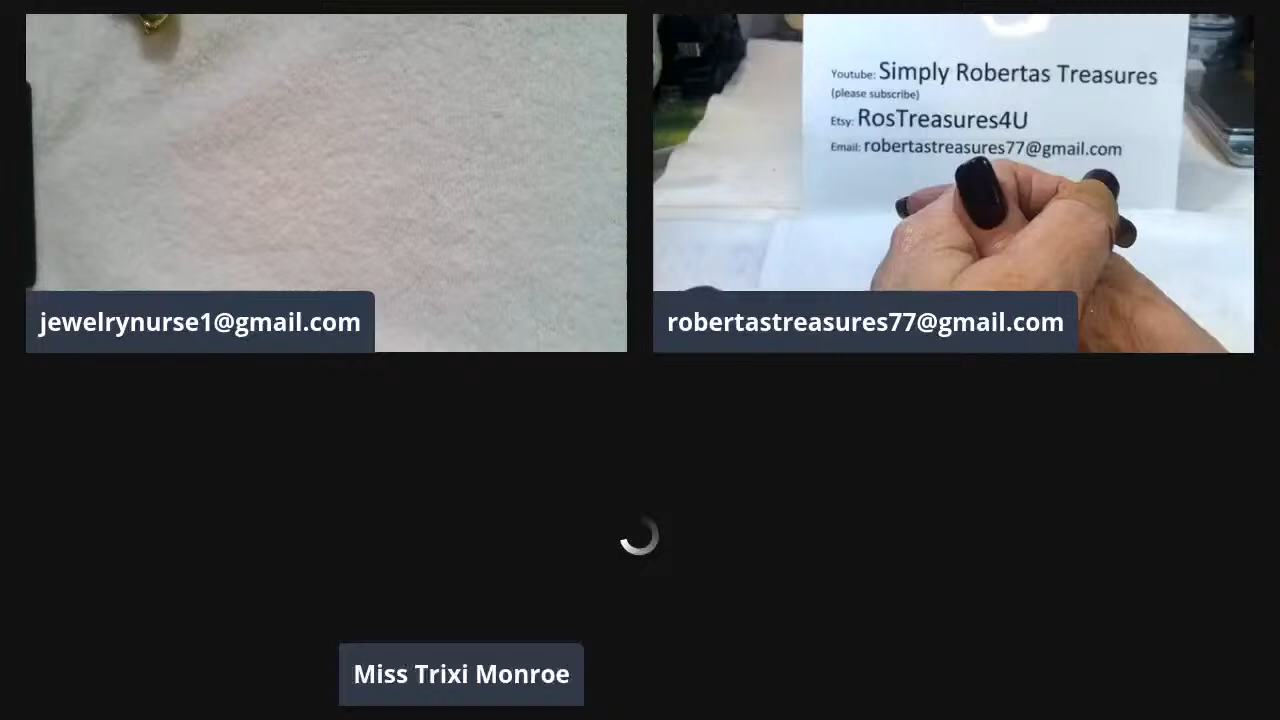 Youtube: Simply Robertas Treasures
(please subscribe)
Etsy: RosTreasures4U
Email: robertastreasures77@gmail.com
jewelrynurse1@gmail.com
robertastreasures77@gmail.com
Miss Trixi Monroe